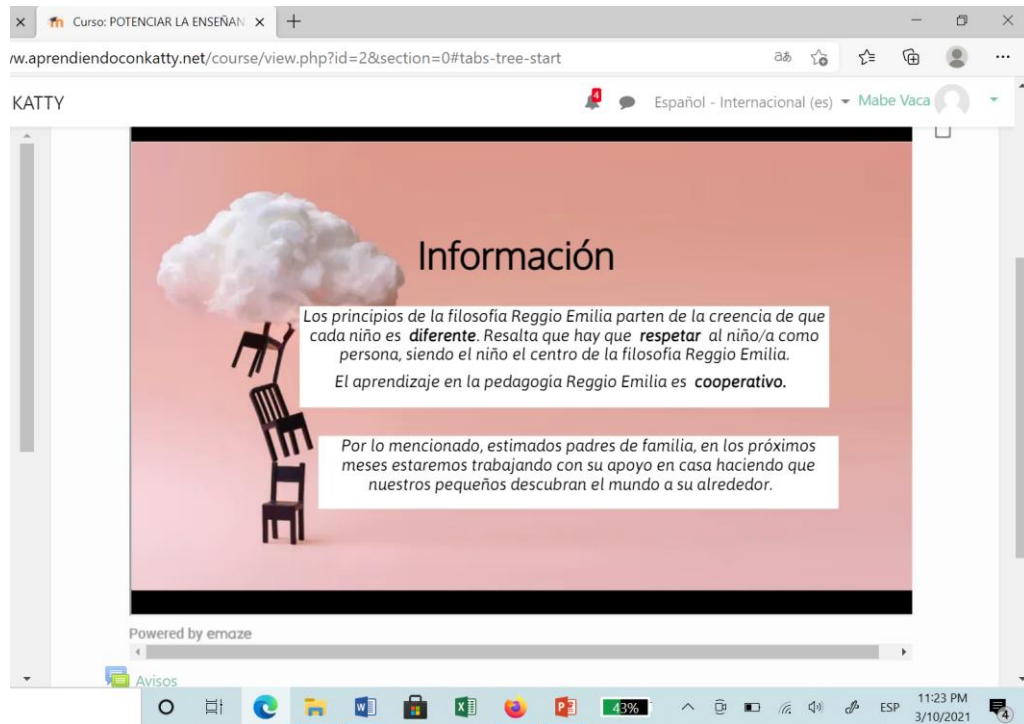 Curso: POTENCIAR LA ENSEÑAN
w.aprendiendoconkatty.net/course/view.php?id=2&section=0#tabs-tree-start
aあ
KATTY
4
Español - Internacional (es)
Mabe Vaca
Información
Los principios de la filosofía Reggio Emilia parten de la creencia de que
cada niño es diferente. Resalta que hay que respetar al niño/a como
persona, siendo el niño el centro de la filosofía Reggio Emilia.
El aprendizaje en la pedagogía Reggio Emilia es cooperativo.
Por lo mencionado, estimados padres de familia, en los próximos
meses estaremos trabajando con su apoyo en casa haciendo que
nuestros pequeños descubran el mundo a su alrededor.
Powered by emaze
Avisos
43%
ESP
11:23 PM
3/10/2021
4